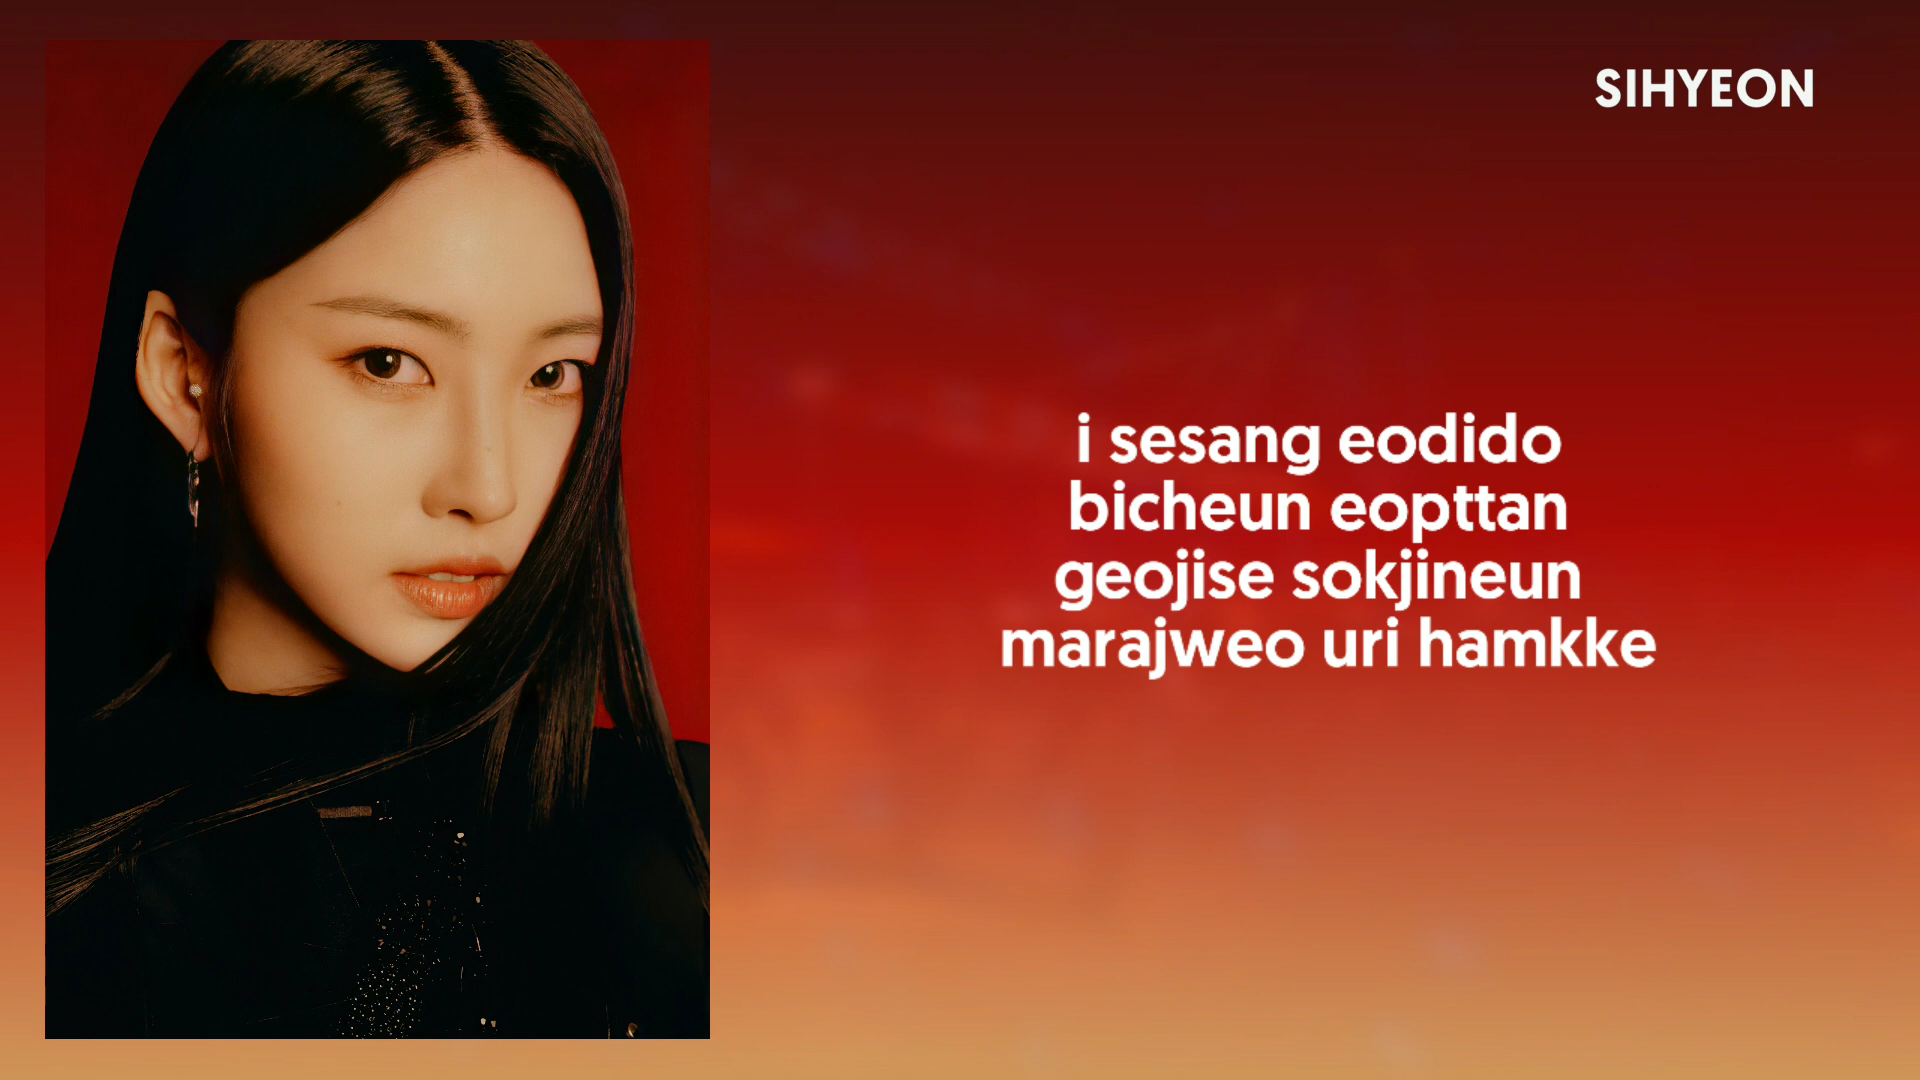 SIHYEON
i sesang eodido
bicheun eopttan
geojise sokjineun
marajweo uri hamkke